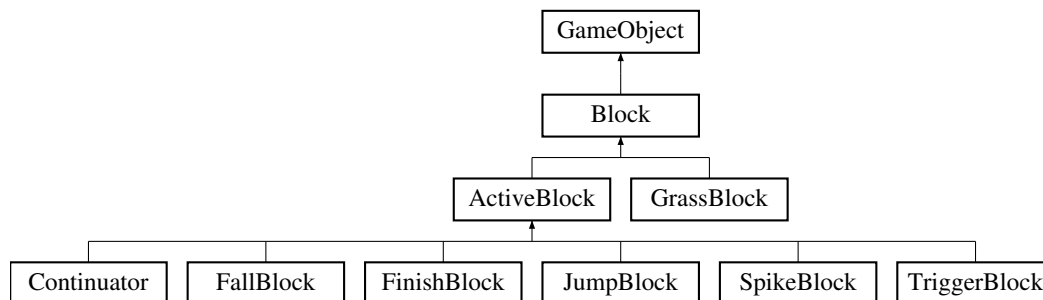 GameObject
Block
ActiveBlock GrassBlock
Continuator FallBlock FinishBlock JumpBlock SpikeBlock TriggerBlock